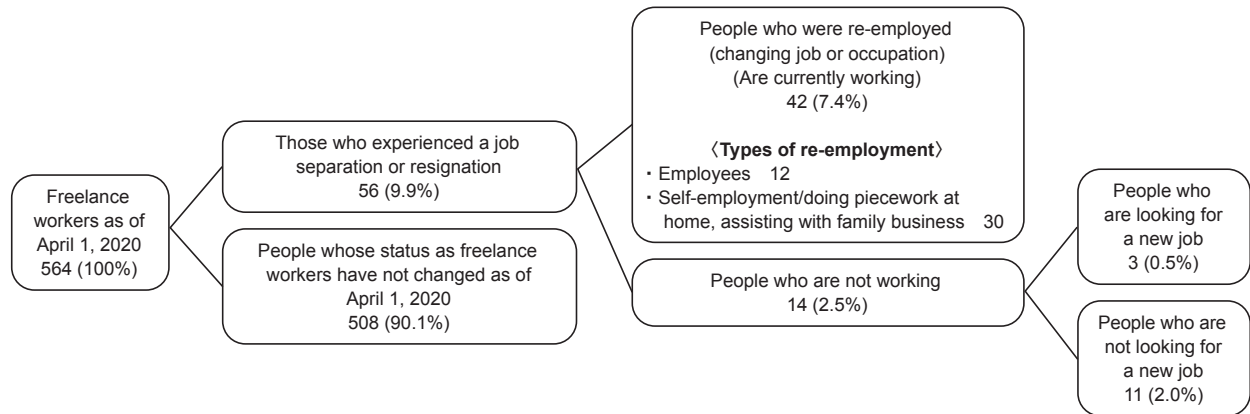 Freelance
workers as of
April 1, 2020
564 (100%)
Those who experienced a job
separation or resignation
56 (9.9%)
People whose status as freelance
workers have not changed as of
April 1, 2020
508 (90.1%)
People who were re-employed
(changing job or occupation)
(Are currently working)
42 (7.4%)
〈Types of re-employment〉
・Employees 12
・Self-employment/doing piecework at
home, assisting with family business 30
People who are not working
14 (2.5%)
People who
are looking for
a new job
3 (0.5%)
People who are
not looking for
a new job
11 (2.0%)